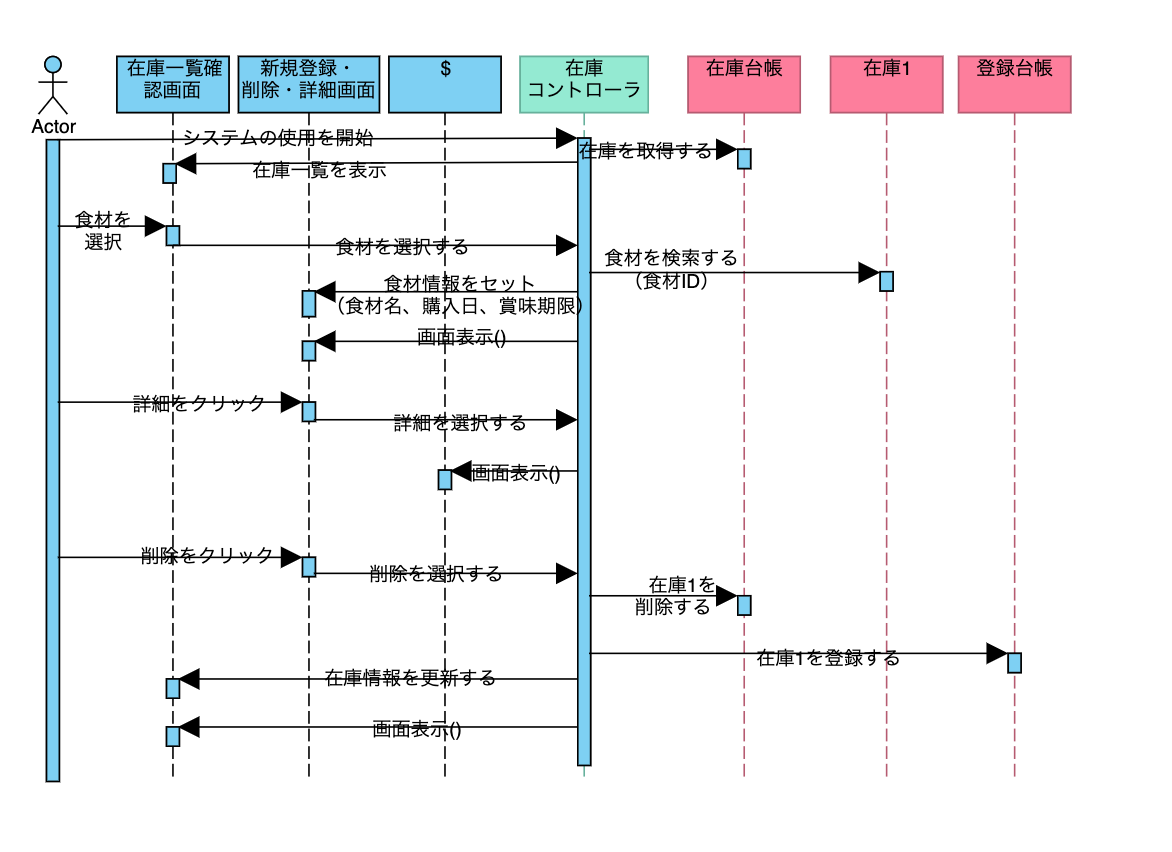 Actor
在庫一覧確
認画面
新規登録・
削除・詳細画面
$
在庫
コントローラ
在庫台帳
在庫1
登録台帳
システムの使用を開始
在庫を取得する
在庫一覧を表示
食材を
選択
食材を選択する
食材を検索する
（食材ID）
食材情報をセット
（食材名、購入日、賞味期限）
画面表示()
詳細をクリック
詳細を選択する
画面表示()
削除をクリック
削除を選択する
在庫1を
削除する
在庫1を登録する
在庫情報を更新する
画面表示()